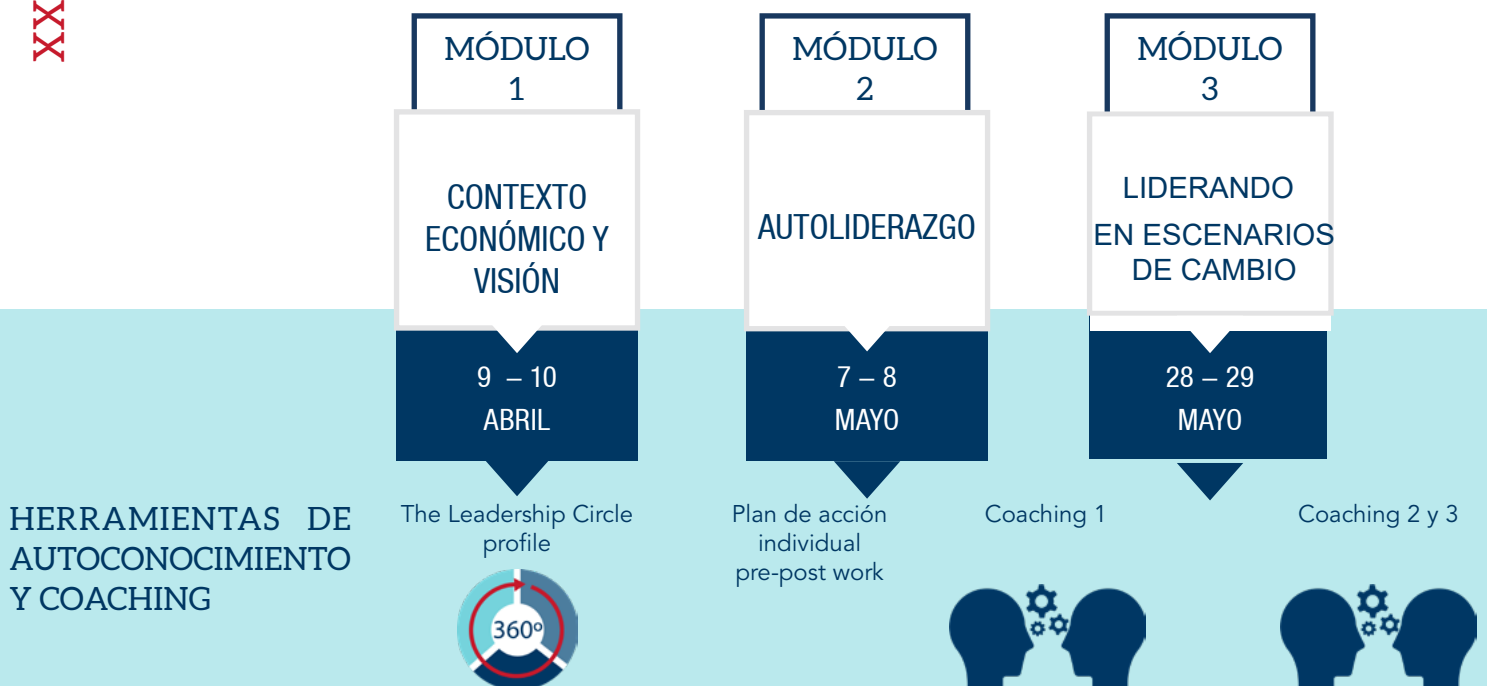 XX
MÓDULO
1
CONTEXTO
ECONÓMICO Y
VISIÓN
9 – 10
ABRIL
MÓDULO
2
AUTOLIDERAZGO
7 – 8
MAYO
MÓDULO
3
LIDERANDO
EN ESCENARIOS
DE CAMBIO
28 – 29
MAYO
HERRAMIENTAS DE
AUTOCONOCIMIENTO
Y COACHING
The Leadership Circle
profile
360º
Plan de acción
individual
pre-post work
Coaching 1
Coaching 2 y 3